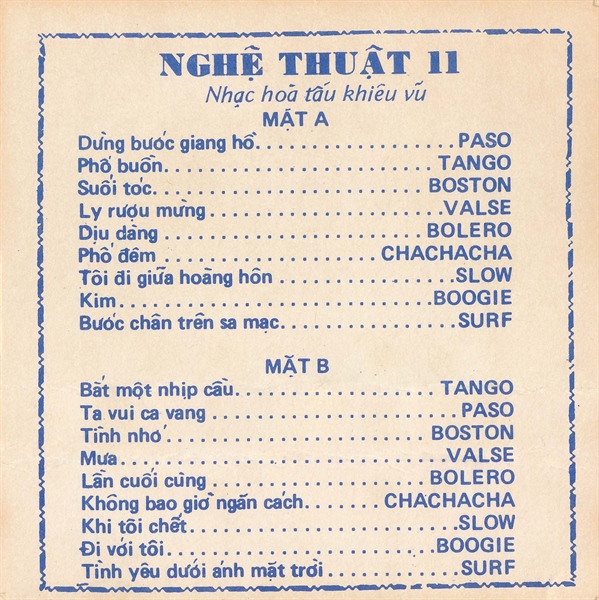 NGHỆ THUẬT 11
Nhạc hoà tấu khiêu vũ
MẶT A
Dừng bước giang hồ. . . . . . . . . . . . . . . . . PASO
Phố buồn. . . . . . . . . . . . . . . . . . . . . . . TANGO
Suối tóc. . . . . . . . . . . . . . . . . . . . . . . BOSTON
Ly rượu mừng . . . . . . . . . . . . . . . . . . . . VALSE
Dịu dàng . . . . . . . . . . . . . . . . . . . . . . BOLERO
Phố đêm . . . . . . . . . . . . . . . . . . CHACHACHA
Tôi đi giữa hoàng hôn . . . . . . . . . . . . . . . SLOW
Kim. . . . . . . . . . . . . . . . . . . . . . . . . . BOOGIE
Bước chân trên sa mạc. . . . . . . . . . . . . . . SURF
MẶT B
Bắt một nhịp cầu. . . . . . . . . . . . . . . . . . TANGO
Ta vui ca vang . . . . . . . . . . . . . . . . . . . . PASO
Tình nhớ . . . . . . . . . . . . . . . . . . . . . . BOSTON
Mưa. . . . . . . . . . . . . . . . . . . . . . . . . . . VALSE
Lần cuối cùng . . . . . . . . . . . . . . . . . . . BOLERO
Không bao giờ ngăn cách. . . . . . . CHACHACHA
Khi tôi chết. . . . . . . . . . . . . . . . . . . . . . SLOW
Đi với tôi. . . . . . . . . . . . . . . . . . . . . . BOOGIE
Tình yêu dưới ánh mặt trời . . . . . . . . . . . SURF